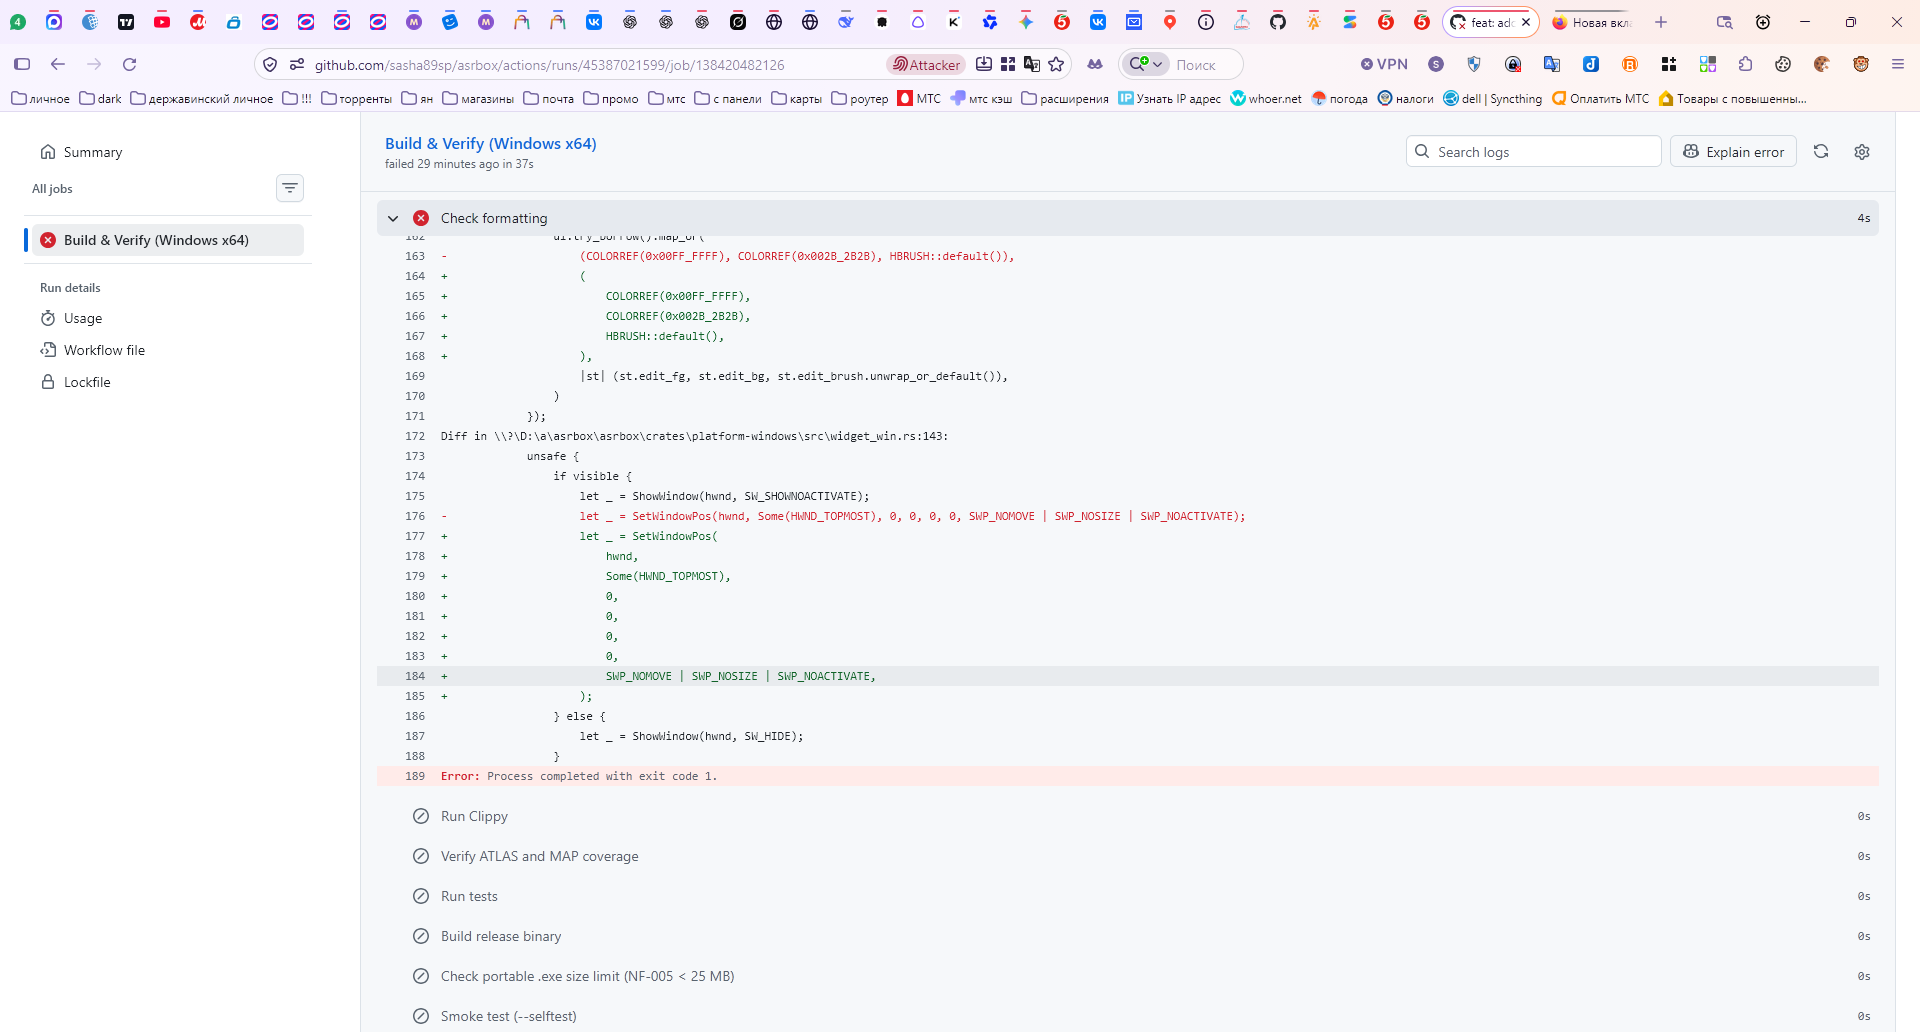 feat: add
Новая вкла
github.com/sasha89sp/asrbox/actions/runs/45387021599/job/138420482126
Attacker
Поиск
VPN
личное
dark
державинский личное
!!!
торренты
ян
магазины
почта
промо
мтс
с панели
карты
роутер
МТС
мтс кэш
расширения
Узнать IP адрес
whoer.net
погода
налоги
dell | Syncthing
Оплатить МТС
Товары с повышенны...
Summary
All jobs
Build & Verify (Windows x64)
Run details
Usage
Workflow file
Lockfile
Build & Verify (Windows x64)
failed 29 minutes ago in 37s
Search logs
Explain error
Check formatting 4s
162 ui.try_borrow().map_or(
163 - (COLORREF(0x00FF_FFFF), COLORREF(0x002B_2B2B), HBRUSH::default()),
164 + (
165 + COLORREF(0x00FF_FFFF),
166 + COLORREF(0x002B_2B2B),
167 + HBRUSH::default(),
168 + ),
169 |st| (st.edit_fg, st.edit_bg, st.edit_brush.unwrap_or_default()),
170 )
171 });
172 Diff in \\?\D:\a\asrbox\asrbox\crates\platform-windows\src\widget_win.rs:143:
173 unsafe {
174 if visible {
175 let _ = ShowWindow(hwnd, SW_SHOWNOACTIVATE);
176 - let _ = SetWindowPos(hwnd, Some(HWND_TOPMOST), 0, 0, 0, 0, SWP_NOMOVE | SWP_NOSIZE | SWP_NOACTIVATE);
177 + let _ = SetWindowPos(
178 + hwnd,
179 + Some(HWND_TOPMOST),
180 + 0,
181 + 0,
182 + 0,
183 + 0,
184 + SWP_NOMOVE | SWP_NOSIZE | SWP_NOACTIVATE,
185 + );
186 } else {
187 let _ = ShowWindow(hwnd, SW_HIDE);
188 }
189 Error: Process completed with exit code 1.
Run Clippy 0s
Verify ATLAS and MAP coverage 0s
Run tests 0s
Build release binary 0s
Check portable .exe size limit (NF-005 < 25 MB) 0s
Smoke test (--selftest) 0s